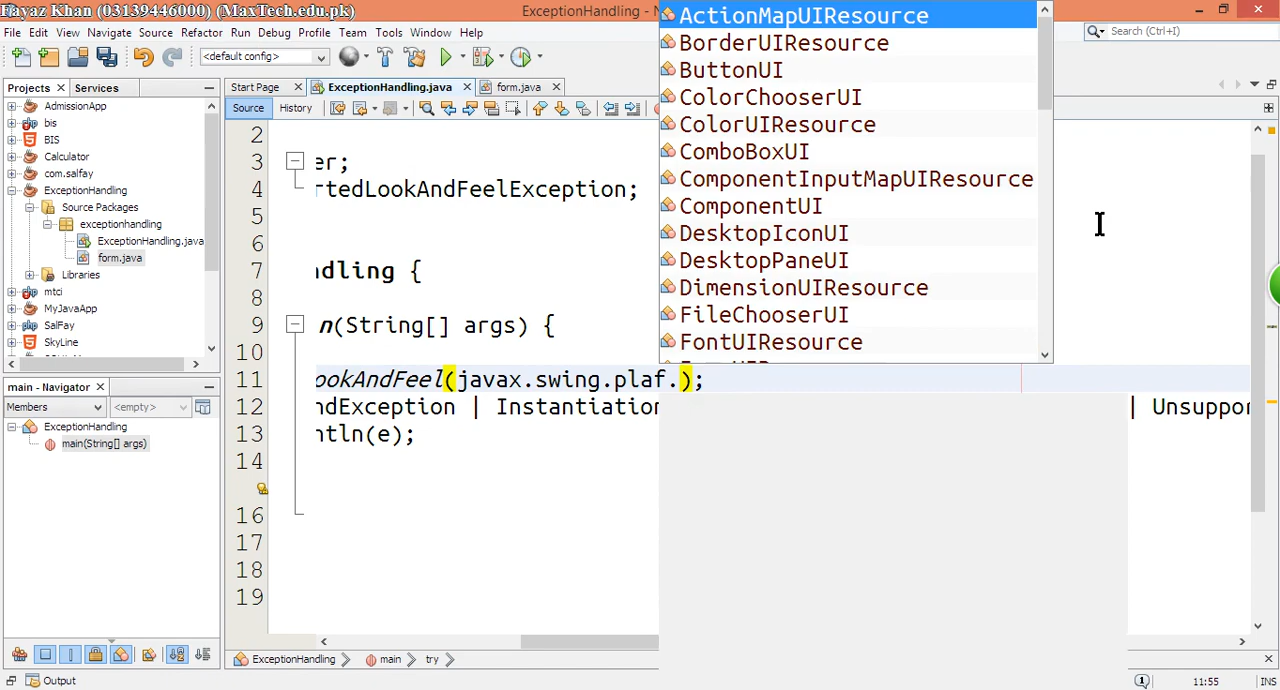 Fayaz Khan (03139446000) (MaxTech.edu.pk)
ExceptionHandling - N
File Edit View Navigate Source Refactor Run Debug Profile Team Tools Window Help
Search (Ctrl+I)
<default config>
Projects
Services
AdmissionApp
bis
BIS
Calculator
com.salfay
ExceptionHandling
Source Packages
exceptionhandling
ExceptionHandling.java
form.java
Libraries
mtci
MyJavaApp
SalFay
SkyLine
main - Navigator
Members
<empty>
ExceptionHandling
main(String[] args)
Start Page
ExceptionHandling.java
form.java
Source
History
2
3 er;
4 rtedLookAndFeelException;
5
6
7 ndling {
8
9 n(String[] args) {
10
11 ookAndFeel(javax.swing.plaf.);
12 ndException | Instantiation | Unsuppor
13 ntln(e);
14
16
17
18
19
ActionMapUIResource
BorderUIResource
ButtonUI
ColorChooserUI
ColorUIResource
ComboBoxUI
ComponentInputMapUIResource
ComponentUI
DesktopIconUI
DesktopPaneUI
DimensionUIResource
FileChooserUI
FontUIResource
ExceptionHandling
main
try
Output
1
11:55
INS